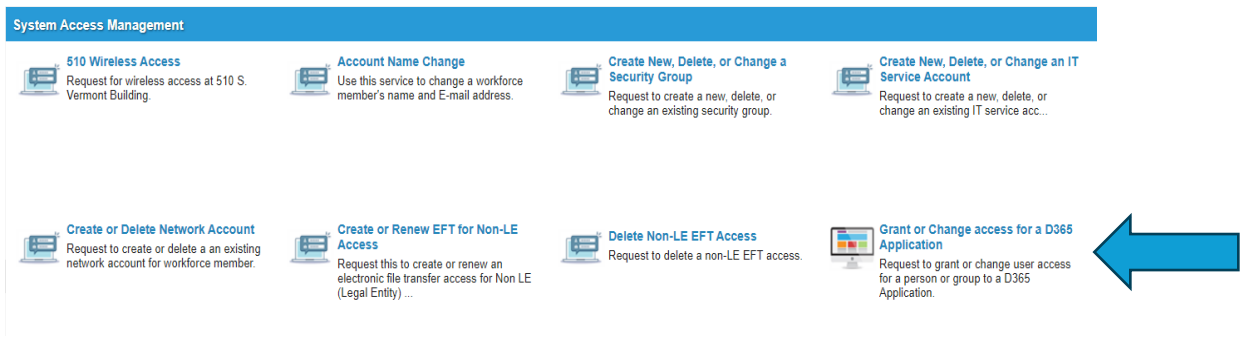 System Access Management
510 Wireless Access
Request for wireless access at 510 S.
Vermont Building.
Account Name Change
Use this service to change a workforce
member's name and E-mail address.
Create New, Delete, or Change a
Security Group
Request to create a new, delete, or
change an existing security group.
Create New, Delete, or Change an IT
Service Account
Request to create a new, delete, or
change an existing IT service acc...
Create or Delete Network Account
Request to create or delete a an existing
network account for workforce member.
Create or Renew EFT for Non-LE
Access
Request this to create or renew an
electronic file transfer access for Non LE
(Legal Entity) ...
Delete Non-LE EFT Access
Request to delete a non-LE EFT access.
Grant or Change access for a D365
Application
Request to grant or change user access
for a person or group to a D365
Application.